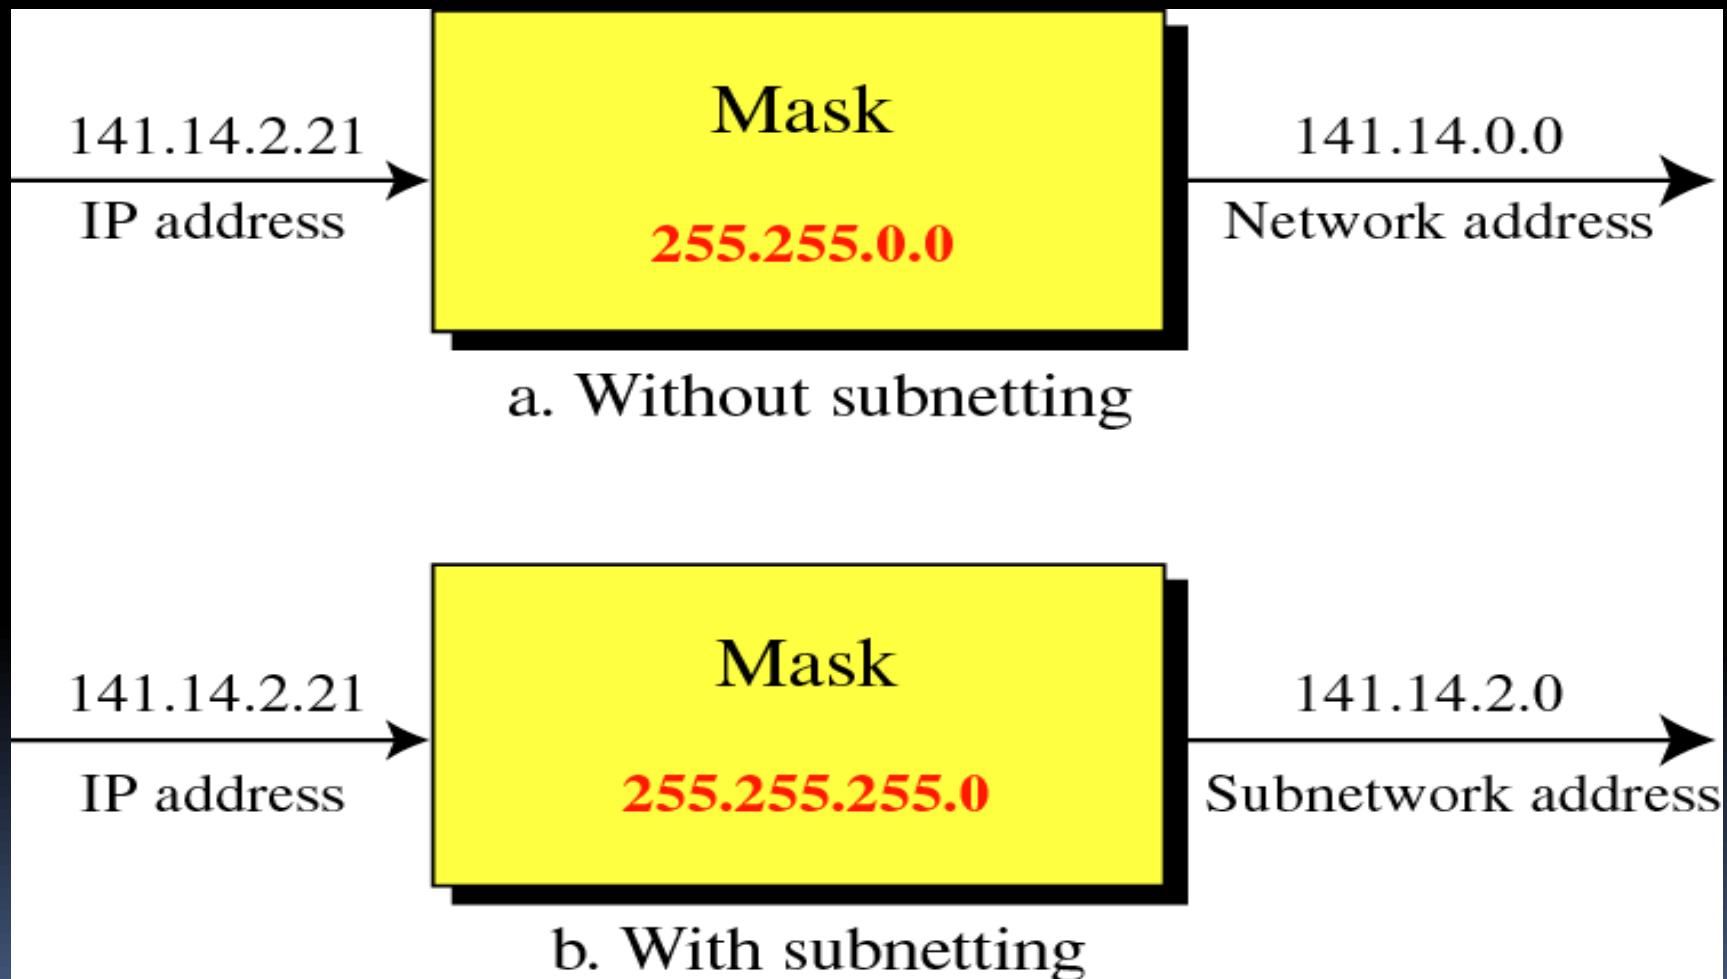 Mask
141.14.2.21
141.14.0.0
IP address
Network address
255.255.0.0
a. Without subnetting
Mask
141.14.2.21
141.14.2.0
IP address
Subnetwork address
255.255.255.0
b. With subnetting